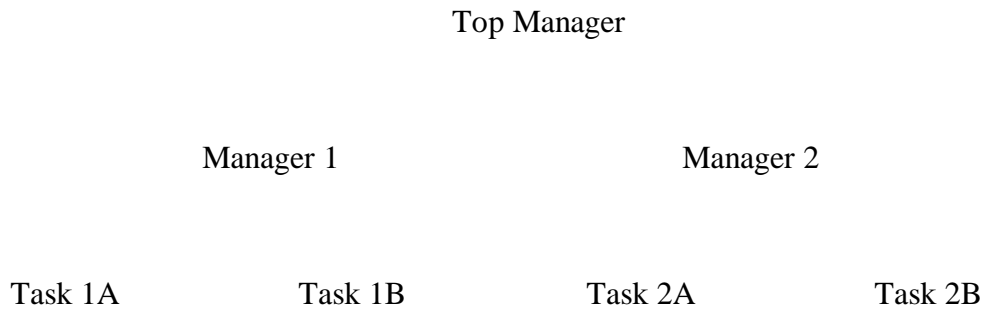 Top Manager
Manager 1 Manager 2
Task 1A Task 1B Task 2A Task 2B